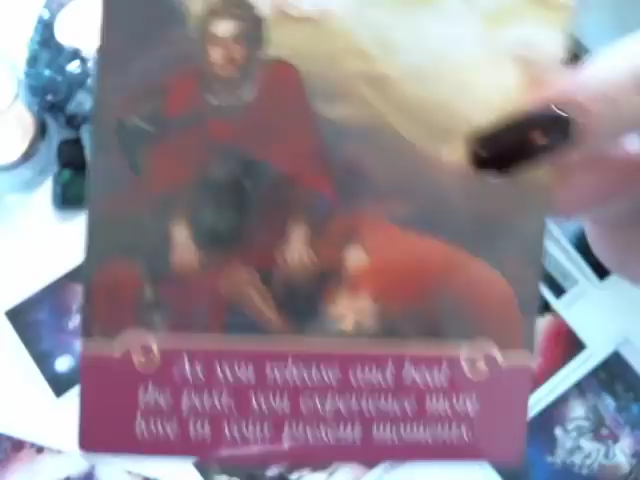 As you release and heal
the past, you experience more
love in your present moments.